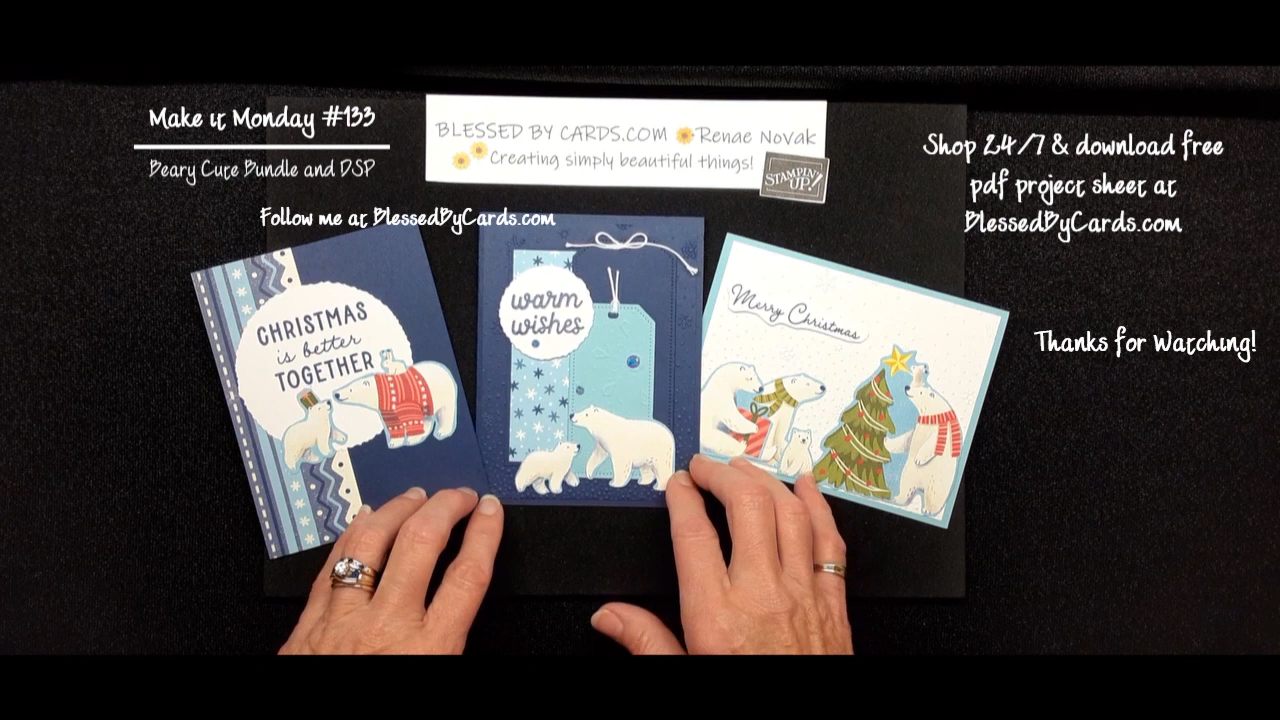 Make it Monday #133
Beary Cute Bundle and DSP
Follow me at BlessedByCards.com
BLESSED BY CARDS.COM Renae Novak
Creating simply beautiful things!
STAMPIN' UP!
Shop 24/7 & download free
pdf project sheet at
BlessedByCards.com
Thanks for Watching!
CHRISTMAS
is better
TOGETHER
warm
wishes
Merry Christmas